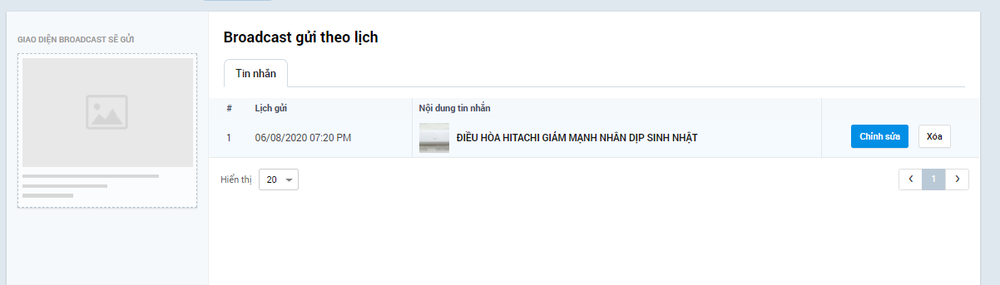 GIAO DIỆN BROADCAST SẼ GỬI
Broadcast gửi theo lịch
Tin nhắn
# Lịch gửi Nội dung tin nhắn
1 06/08/2020 07:20 PM ĐIỀU HÒA HITACHI GIẢM MẠNH NHÂN DỊP SINH NHẬT Chỉnh sửa Xóa
Hiển thị 20 1